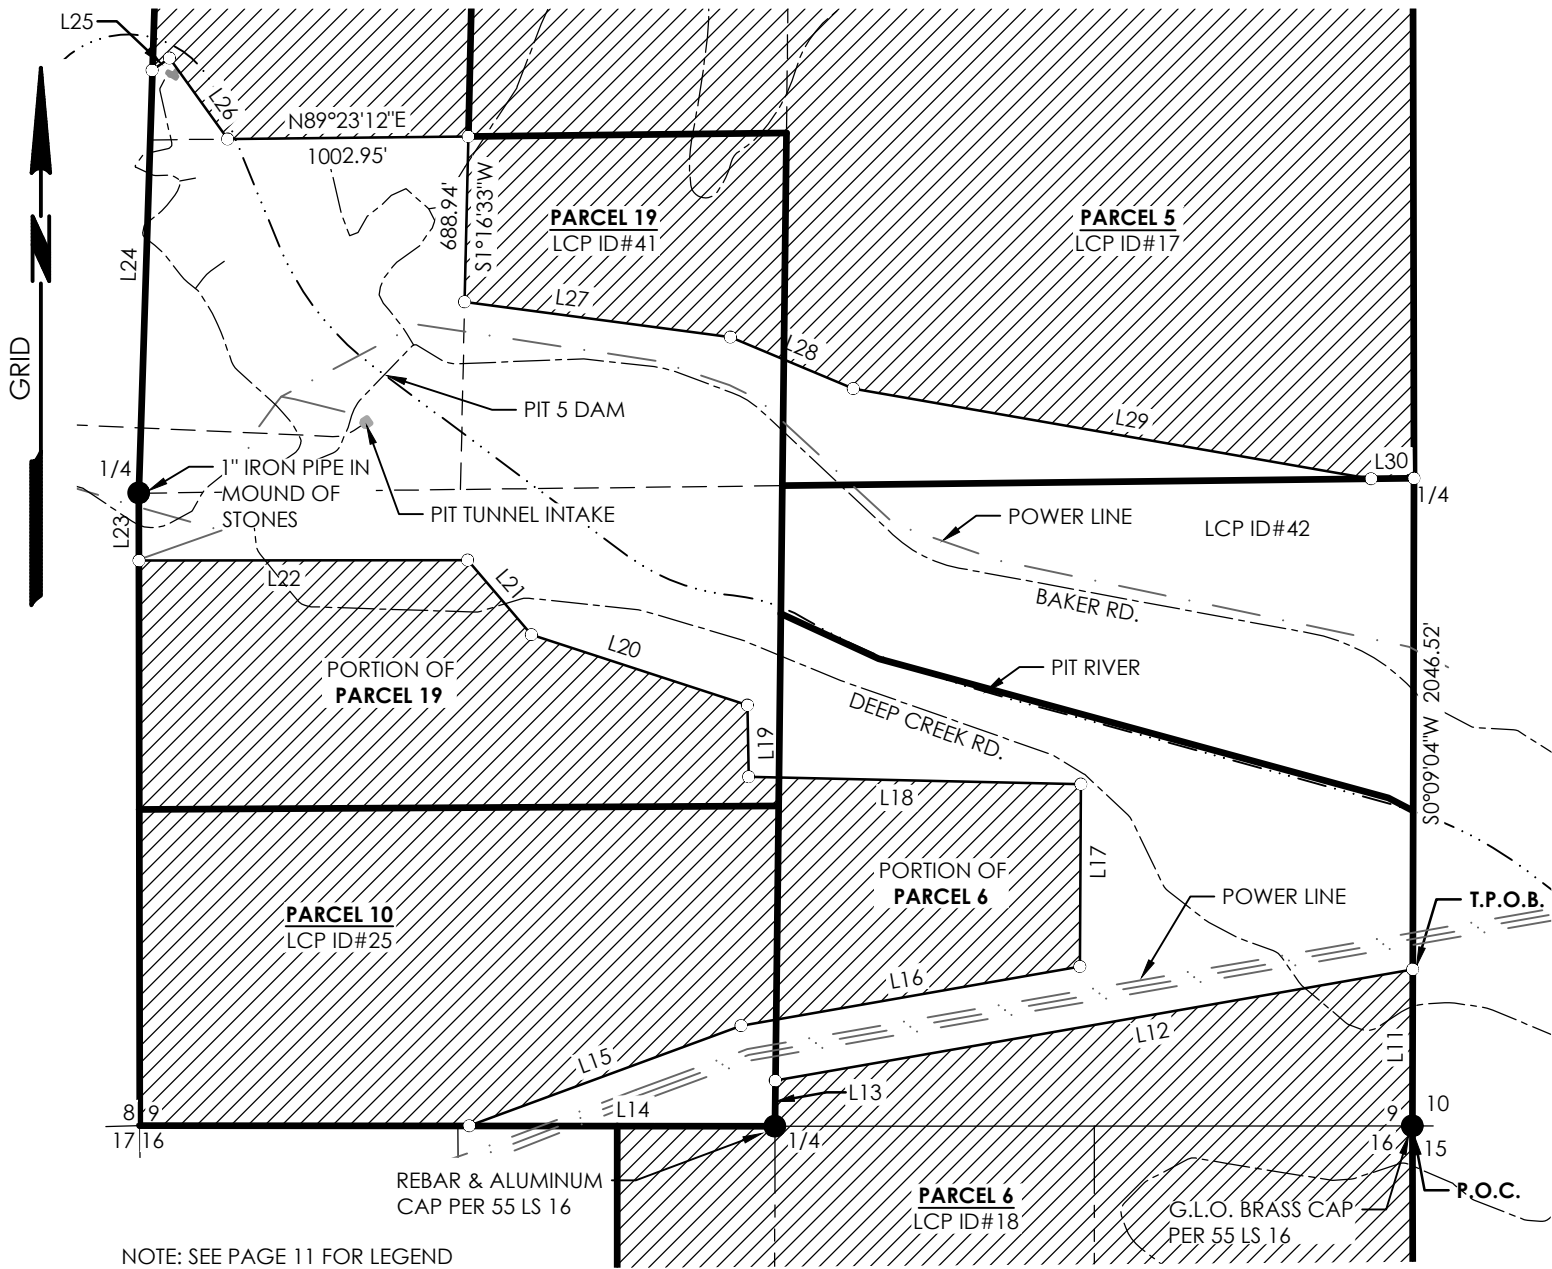 L25
L26
N89°23'12"E
1002.95'
688.94'
S1°16'33"W
PARCEL 19
LCP ID#41
PARCEL 5
LCP ID#17
L24
GRID
N
L27
L28
L29
L30
PIT 5 DAM
1/4
1" IRON PIPE IN
MOUND OF
STONES
PIT TUNNEL INTAKE
POWER LINE
1/4
LCP ID#42
L23
L22
L21
L20
BAKER RD.
S0°09'04"W 2046.52'
PORTION OF
PARCEL 19
PIT RIVER
DEEP CREEK RD.
L19
L18
L17
PORTION OF
PARCEL 6
POWER LINE
T.P.O.B.
PARCEL 10
LCP ID#25
L16
L12
L11
L15
L13
L14
8 9
17 16
1/4
9 10
16 15
REBAR & ALUMINUM
CAP PER 55 LS 16
PARCEL 6
LCP ID#18
G.L.O. BRASS CAP
PER 55 LS 16
P.O.C.
NOTE: SEE PAGE 11 FOR LEGEND